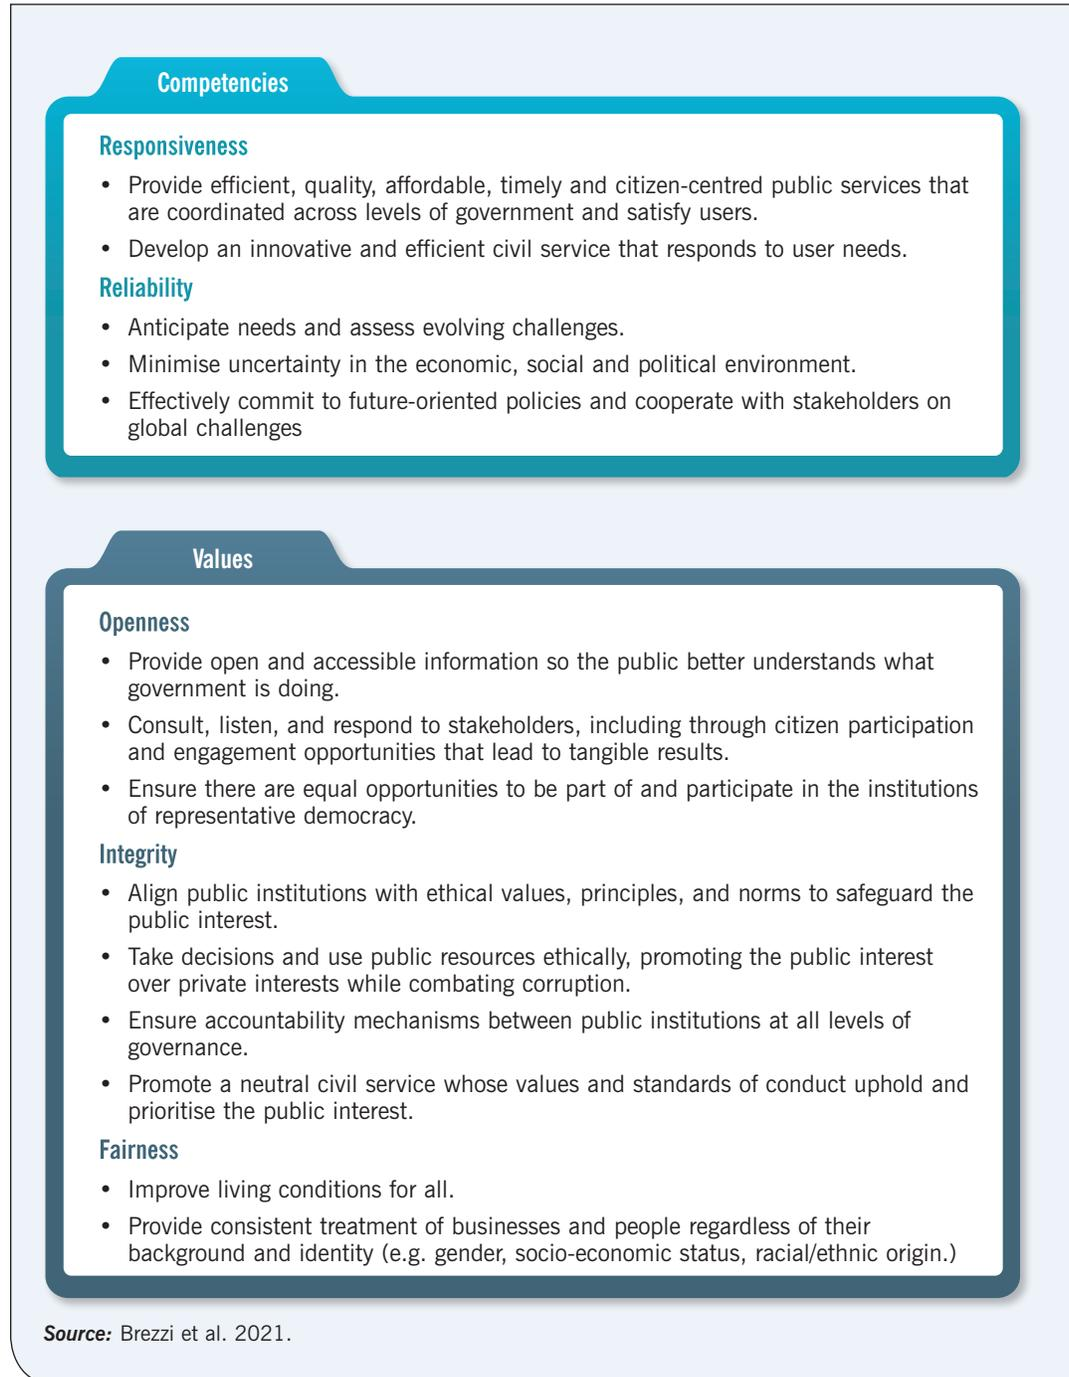 Competencies
Responsiveness
• Provide efficient, quality, affordable, timely and citizen-centred public services that
are coordinated across levels of government and satisfy users.
• Develop an innovative and efficient civil service that responds to user needs.
Reliability
• Anticipate needs and assess evolving challenges.
• Minimise uncertainty in the economic, social and political environment.
• Effectively commit to future-oriented policies and cooperate with stakeholders on
global challenges
Values
Openness
• Provide open and accessible information so the public better understands what
government is doing.
• Consult, listen, and respond to stakeholders, including through citizen participation
and engagement opportunities that lead to tangible results.
• Ensure there are equal opportunities to be part of and participate in the institutions
of representative democracy.
Integrity
• Align public institutions with ethical values, principles, and norms to safeguard the
public interest.
• Take decisions and use public resources ethically, promoting the public interest
over private interests while combating corruption.
• Ensure accountability mechanisms between public institutions at all levels of
governance.
• Promote a neutral civil service whose values and standards of conduct uphold and
prioritise the public interest.
Fairness
• Improve living conditions for all.
• Provide consistent treatment of businesses and people regardless of their
background and identity (e.g. gender, socio-economic status, racial/ethnic origin.)
Source: Brezzi et al. 2021.